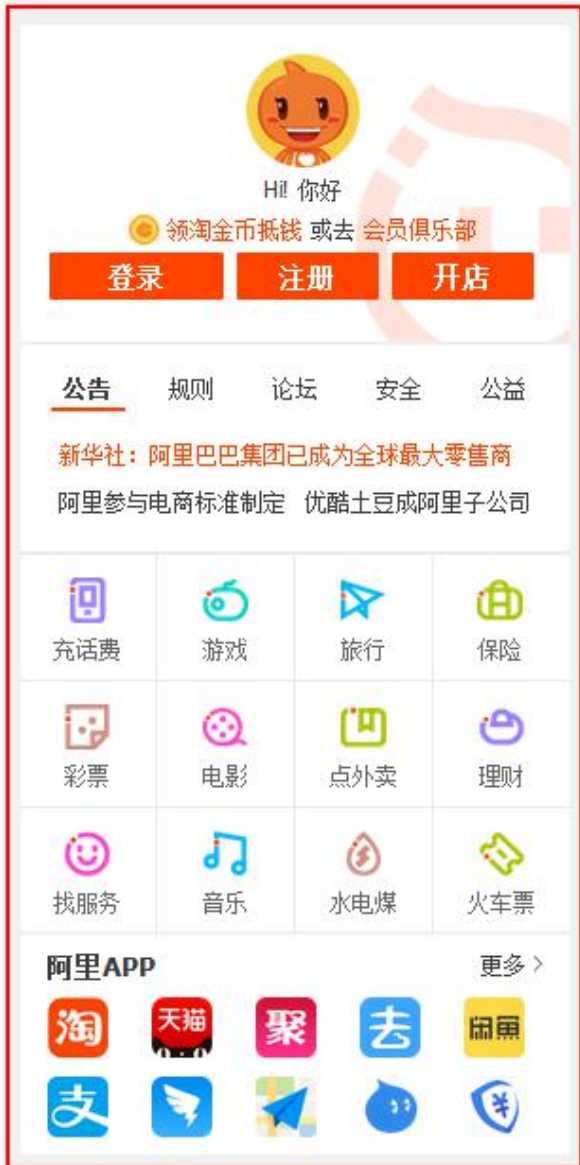 Hi! 你好
领淘金币抵钱 或去 会员俱乐部
登录 注册 开店
公告 规则 论坛 安全 公益
新华社：阿里巴巴集团已成为全球最大零售商
阿里参与电商标准制定 优酷土豆成阿里子公司
充话费 游戏 旅行 保险
彩票 电影 点外卖 理财
找服务 音乐 水电煤 火车票
阿里APP 更多 >
淘 天猫 聚 去 闲鱼
支 ¥